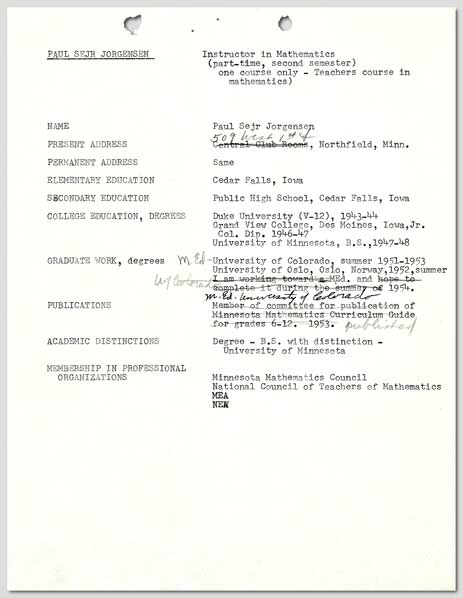 PAUL SEJR JORGENSEN
Instructor in Mathematics
(part-time, second semester)
one course only - Teachers course in
mathematics)
NAME Paul Sejr Jorgensen
509 West 1st St
PRESENT ADDRESS Central Club Rooms, Northfield, Minn.
PERMANENT ADDRESS Same
ELEMENTARY EDUCATION Cedar Falls, Iowa
SECONDARY EDUCATION Public High School, Cedar Falls, Iowa
COLLEGE EDUCATION, DEGREES Duke University (V-12), 1943-44
Grand View College, Des Moines, Iowa,Jr.
Col. Dip. 1946-47
University of Minnesota, B.S.,1947-48
GRADUATE WORK, degrees M.Ed-University of Colorado, summer 1951-1953
University of Oslo, Oslo, Norway,1952,summer
U of Colorado I am working toward a MEd. and hope to
complete it during the summer of 1954.
M.Ed. University of Colorado
PUBLICATIONS Member of committee for publication of
Minnesota Mathematics Curriculum Guide
for grades 6-12. 1953. published
ACADEMIC DISTINCTIONS Degree - B.S. with distinction -
University of Minnesota
MEMBERSHIP IN PROFESSIONAL
ORGANIZATIONS Minnesota Mathematics Council
National Council of Teachers of Mathematics
MEA